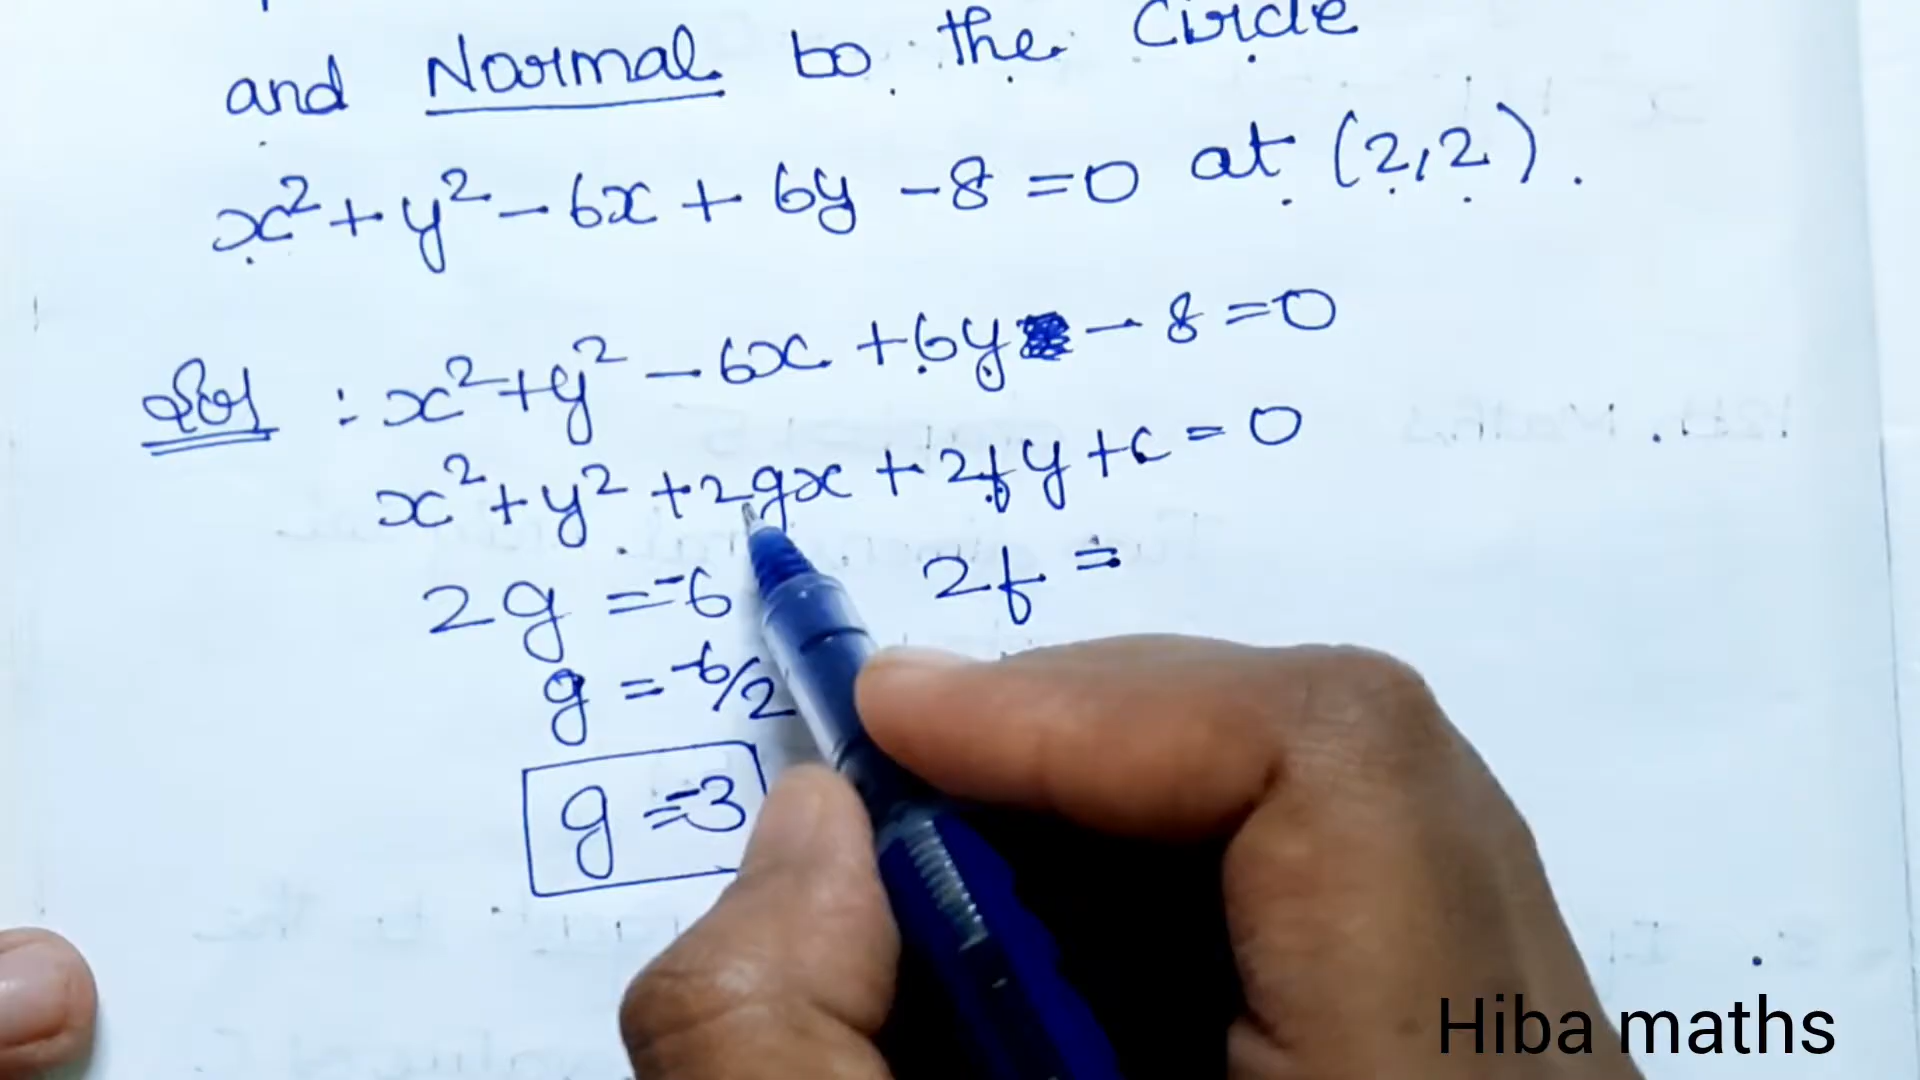 and Normal to the Circle
x²+y²-6x+6y-8=0 at (2,2).
Sol : x²+y²-6x+6y-8=0
x²+y²+2gx+2fy+c=0
2g=-6 2f=
g=-6/2
g=-3
Hiba maths